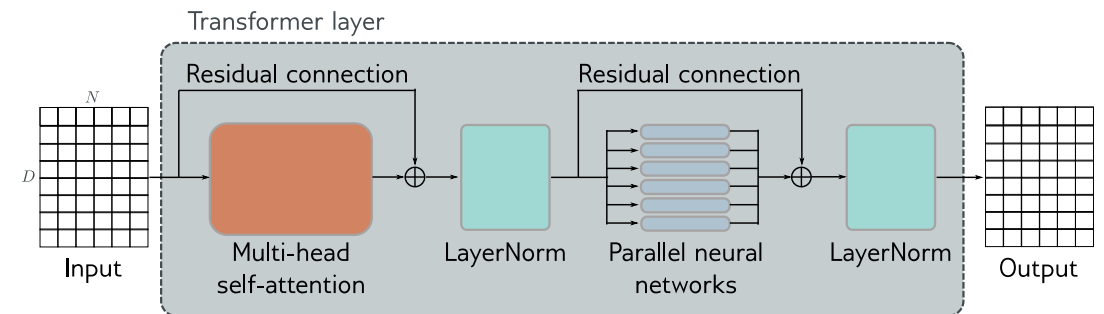 Transformer layer
Residual connection
Residual connection
N
D
Input
Multi-head
self-attention
LayerNorm
Parallel neural
networks
LayerNorm
Output